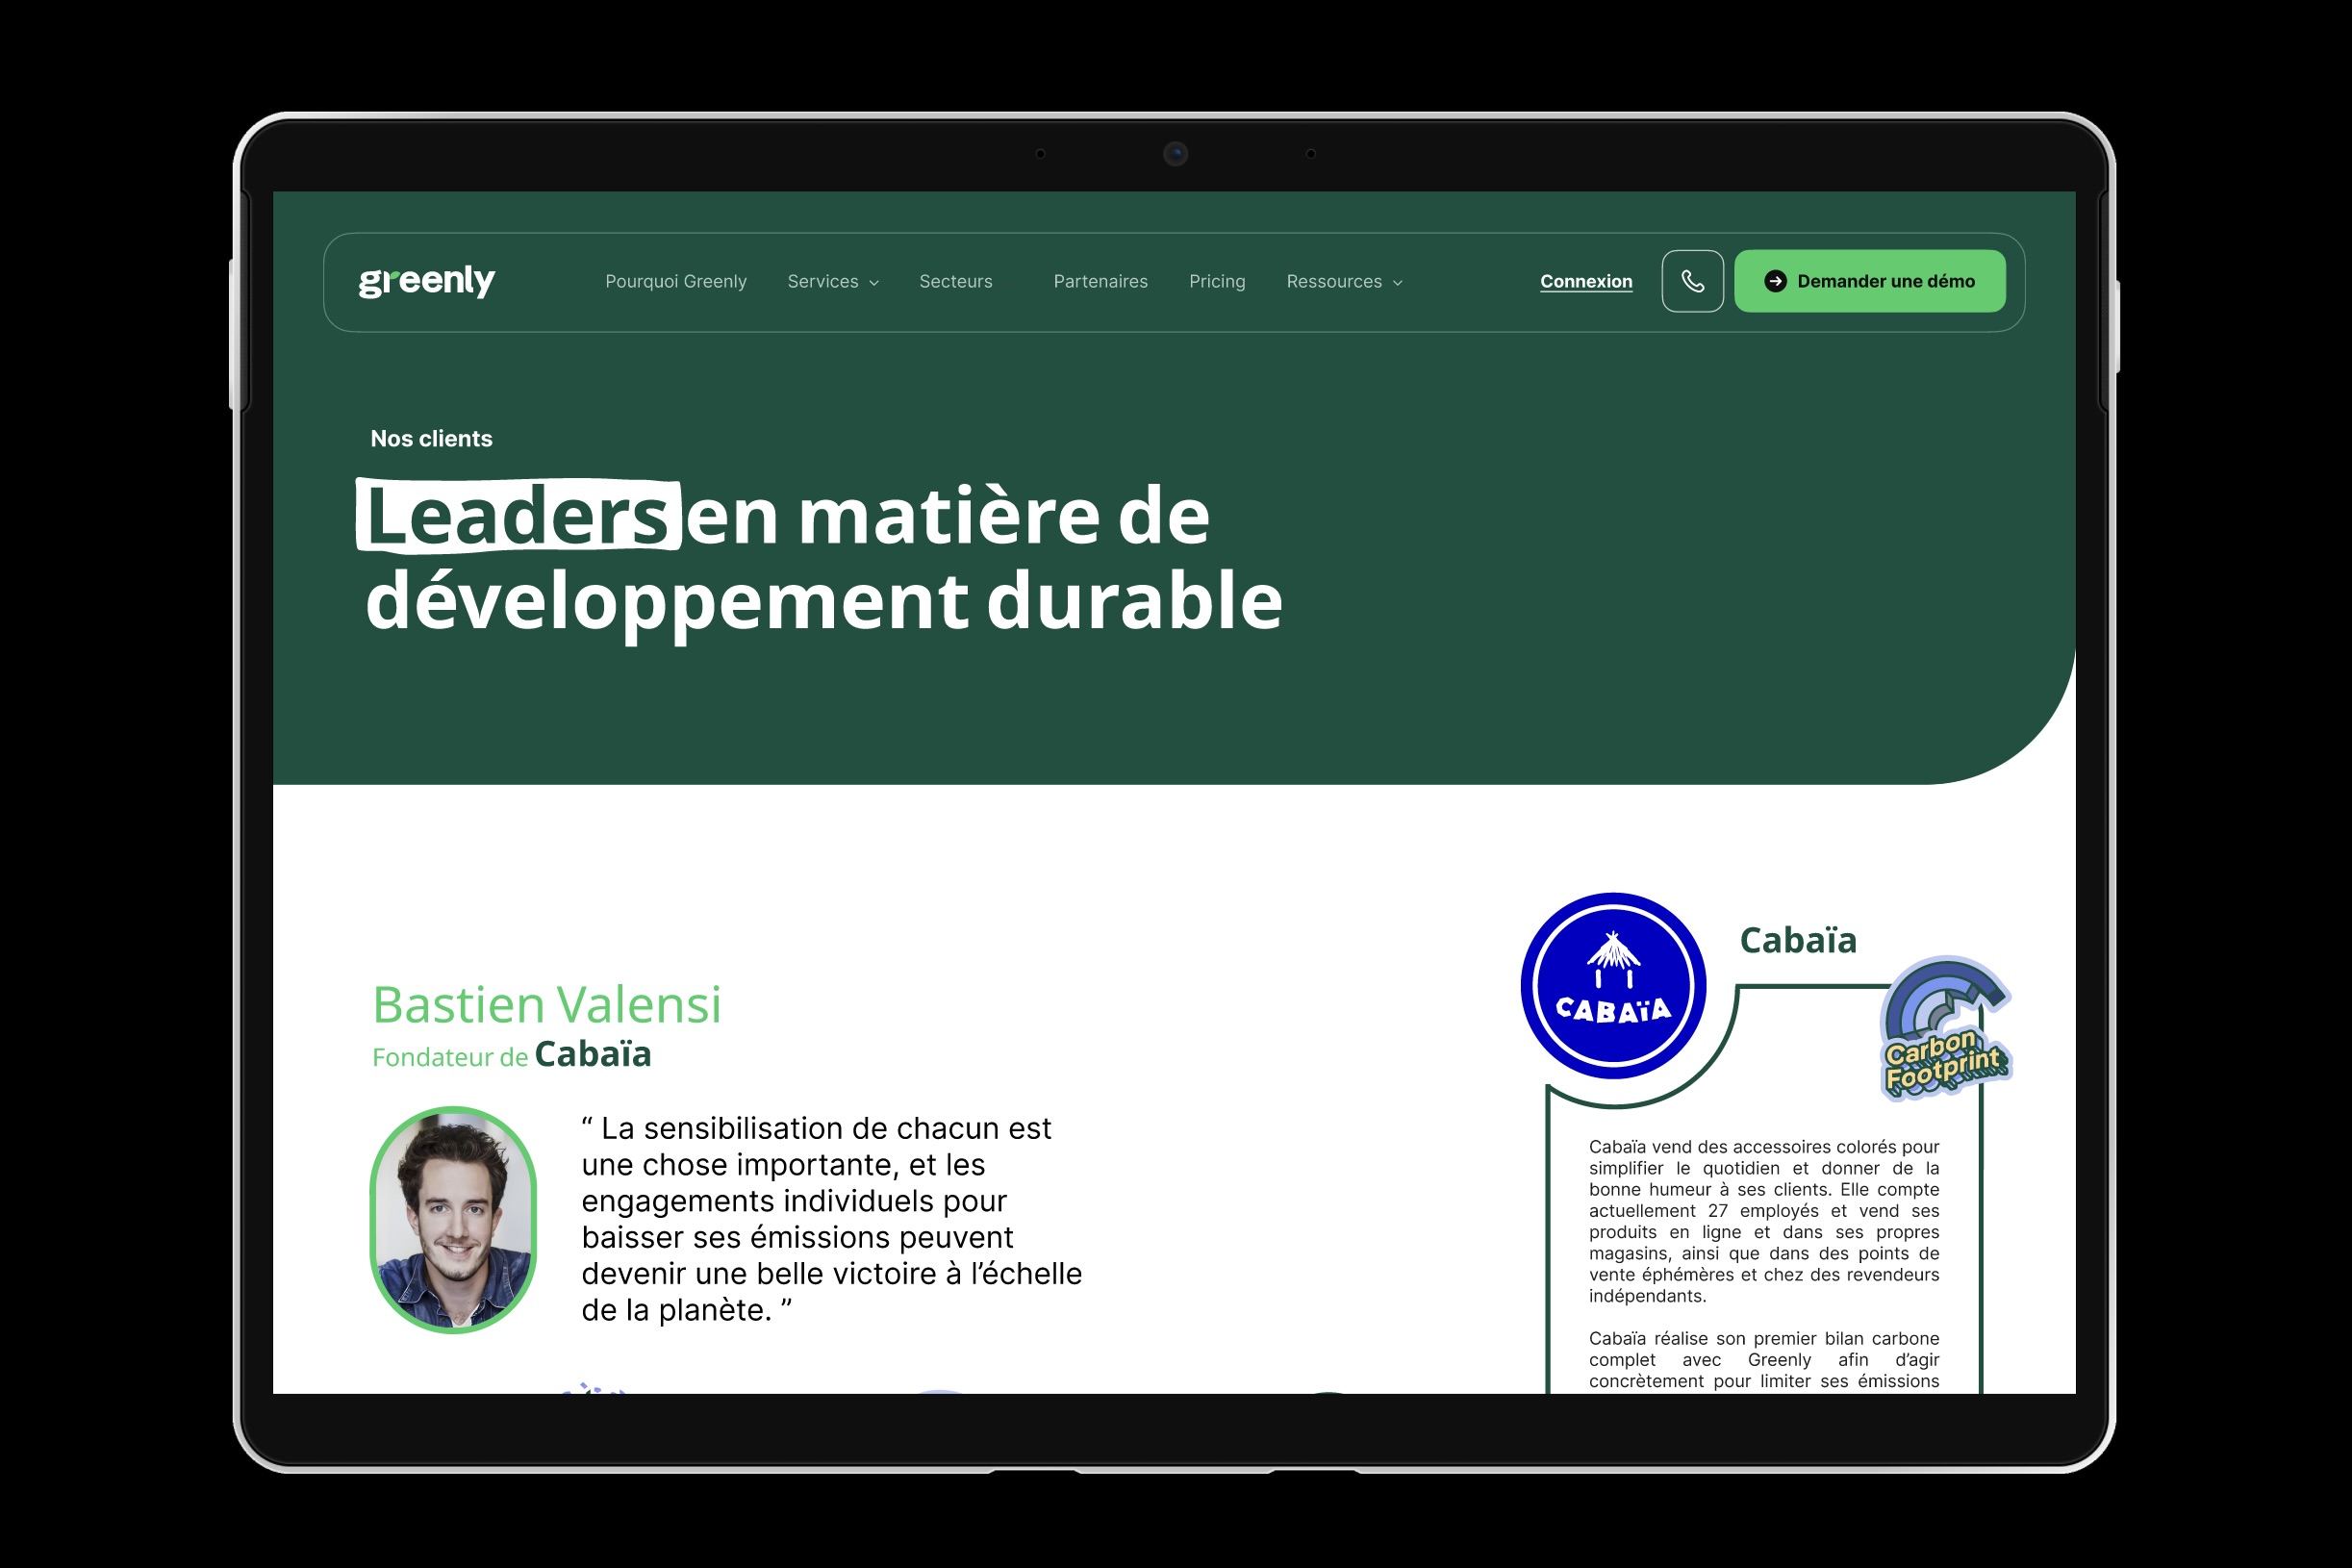 greenly
Pourquoi Greenly
Services
Secteurs
Partenaires
Pricing
Ressources
Connexion
Demander une démo
Nos clients
Leaders en matière de
développement durable
Bastien Valensi
Fondateur de Cabaïa
“ La sensibilisation de chacun est
une chose importante, et les
engagements individuels pour
baisser ses émissions peuvent
devenir une belle victoire à l’échelle
de la planète. ”
CABAÏA
Cabaïa
Carbon
Footprint
Cabaïa vend des accessoires colorés pour
simplifier le quotidien et donner de la
bonne humeur à ses clients. Elle compte
actuellement 27 employés et vend ses
produits en ligne et dans ses propres
magasins, ainsi que dans des points de
vente éphémères et chez des revendeurs
indépendants.
Cabaïa réalise son premier bilan carbone
complet avec Greenly afin d’agir
concrètement pour limiter ses émissions